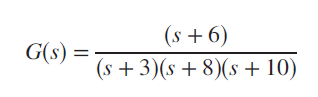 G(s) = (s + 6) / (s + 3)(s + 8)(s + 10)